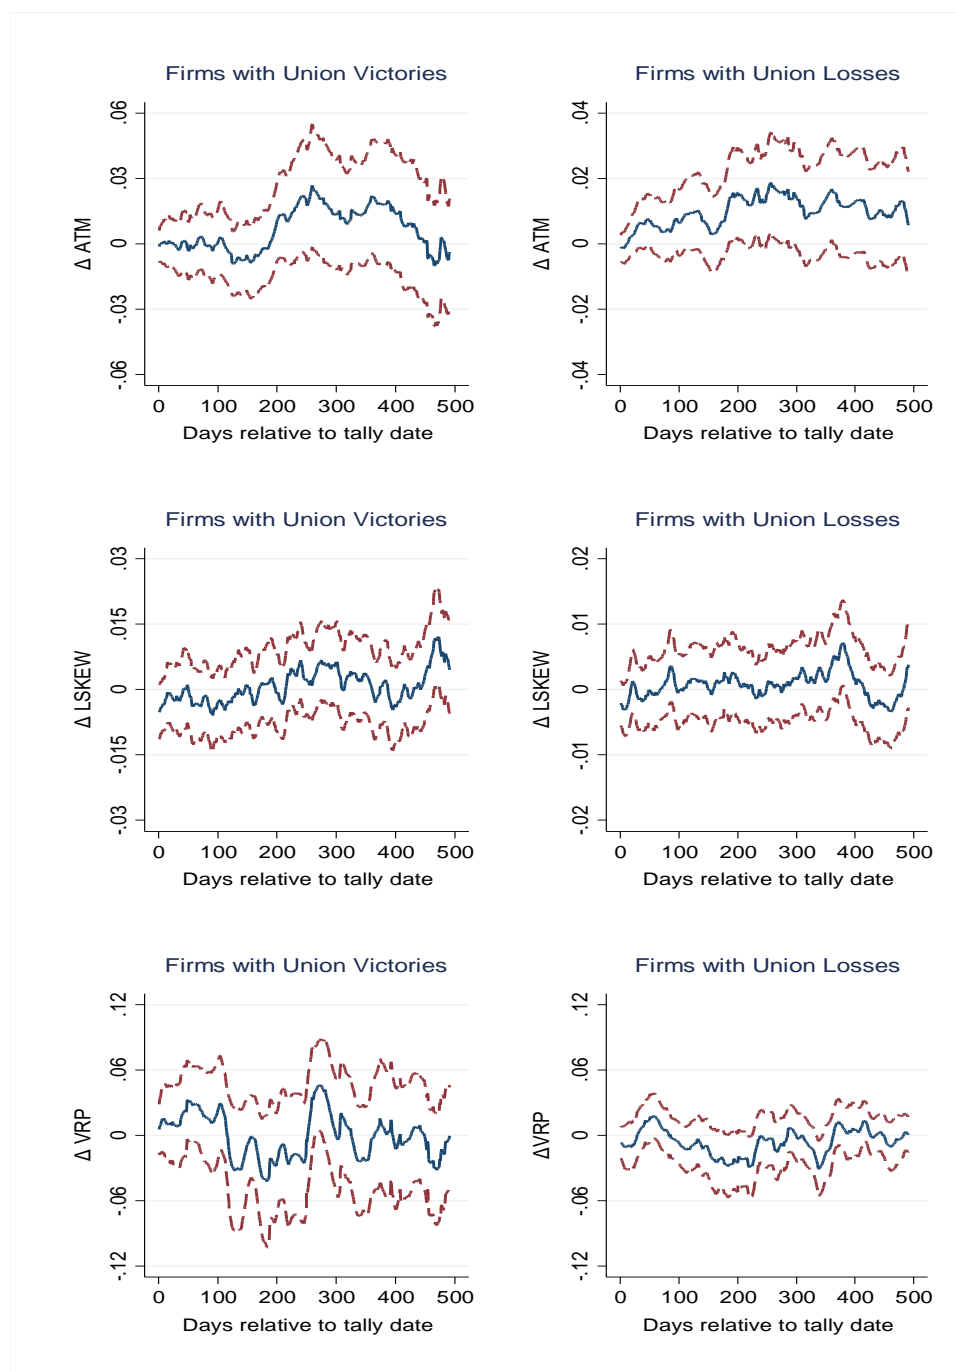 Firms with Union Victories
Firms with Union Losses
Δ ATM
.06
.03
0
-.03
-.06
0 100 200 300 400 500
Days relative to tally date
Δ ATM
.04
.02
0
-.02
-.04
0 100 200 300 400 500
Days relative to tally date
Firms with Union Victories
Firms with Union Losses
Δ LSKEW
.03
.015
0
-.015
-.03
0 100 200 300 400 500
Days relative to tally date
Δ LSKEW
.02
.01
0
-.01
-.02
0 100 200 300 400 500
Days relative to tally date
Firms with Union Victories
Firms with Union Losses
Δ VRP
.12
.06
0
-.06
-.12
0 100 200 300 400 500
Days relative to tally date
ΔVRP
.12
.06
0
-.06
-.12
0 100 200 300 400 500
Days relative to tally date